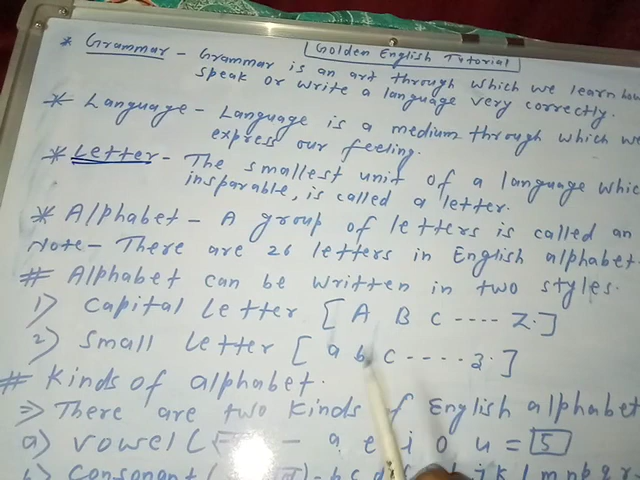 Golden English Tutorial
* Grammar - Grammar is an art through which we learn how
speak or write a language very correctly.
* Language - Language is a medium through which we
express our feeling.
* Letter - The smallest unit of a language whic
insparable, is called a letter.
* Alphabet - A group of letters is called an
Note - There are 26 letters in English alphabet.
# Alphabet can be written in two styles.
1) Capital letter [ A B C ---- Z.]
2) Small letter [ a b c ----- z.]
# Kinds of alphabet.
⇒ There are two kinds of English alphabet
a) Vowel ( - a e i o u = 5
b) Consonant ( ) - b c d j k l m n p q r